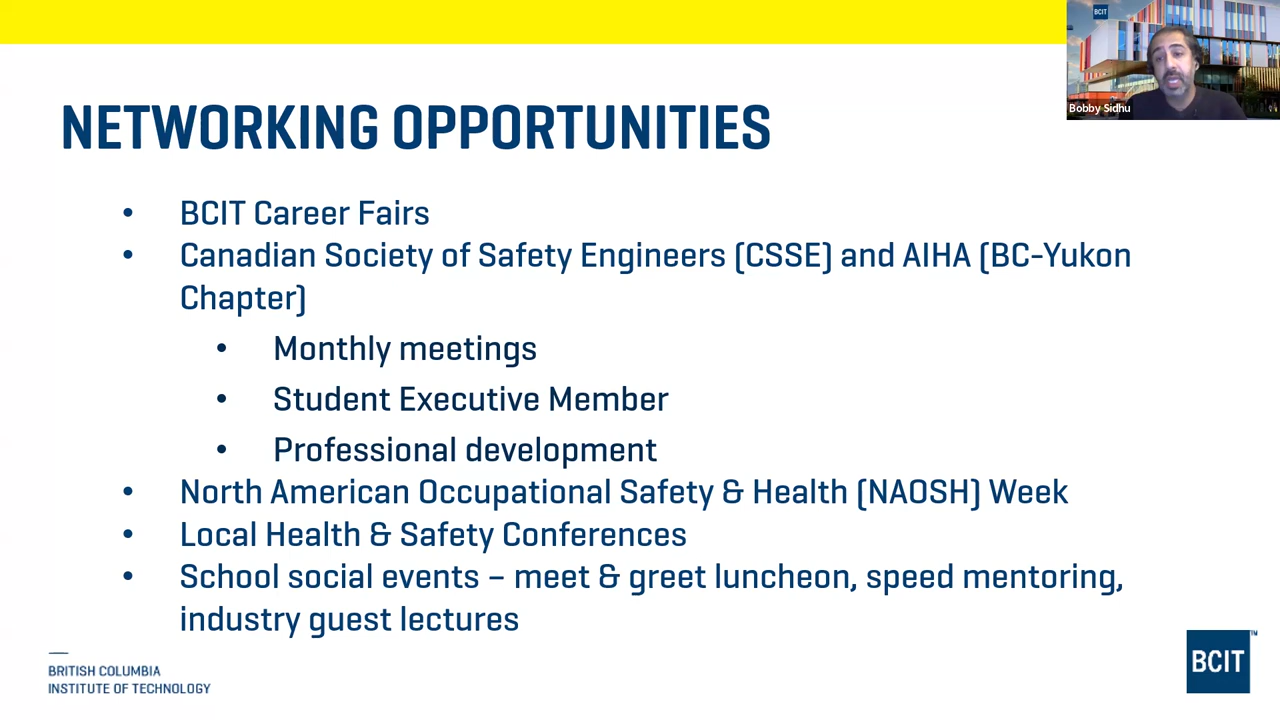 BCIT
Bobby Sidhu
NETWORKING OPPORTUNITIES
• BCIT Career Fairs
• Canadian Society of Safety Engineers (CSSE) and AIHA (BC-Yukon
Chapter)
• Monthly meetings
• Student Executive Member
• Professional development
• North American Occupational Safety & Health (NAOSH) Week
• Local Health & Safety Conferences
• School social events – meet & greet luncheon, speed mentoring,
industry guest lectures
BRITISH COLUMBIA
INSTITUTE OF TECHNOLOGY
BCIT™